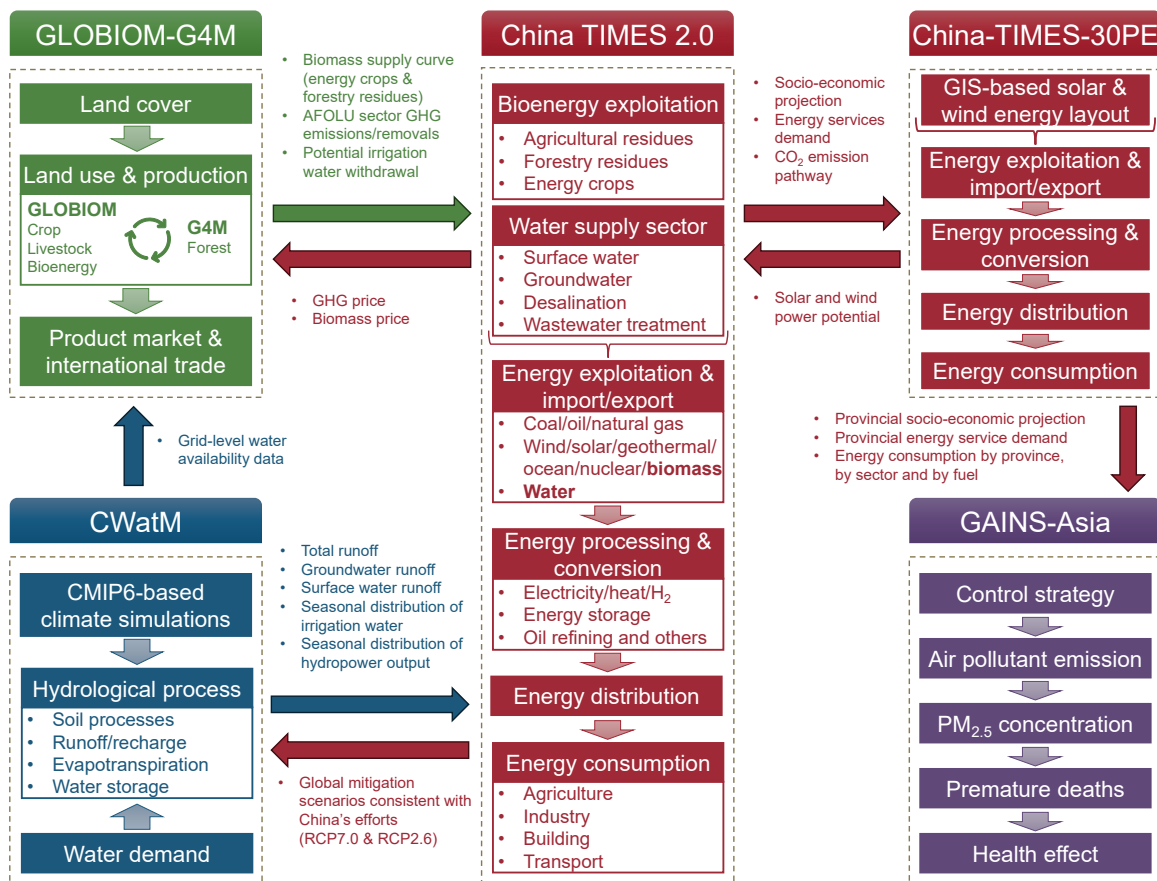 GLOBIOM-G4M
Land cover
Land use & production
GLOBIOM
Crop
Livestock
Bioenergy
G4M
Forest
Product market &
international trade
• Biomass supply curve
(energy crops &
forestry residues)
• AFOLU sector GHG
emissions/removals
• Potential irrigation
water withdrawal
• GHG price
• Biomass price
• Grid-level water
availability data
CWatM
CMIP6-based
climate simulations
Hydrological process
• Soil processes
• Runoff/recharge
• Evapotranspiration
• Water storage
Water demand
• Total runoff
• Groundwater runoff
• Surface water runoff
• Seasonal distribution of
irrigation water
• Seasonal distribution of
hydropower output
• Global mitigation
scenarios consistent with
China's efforts
(RCP7.0 & RCP2.6)
China TIMES 2.0
Bioenergy exploitation
• Agricultural residues
• Forestry residues
• Energy crops
Water supply sector
• Surface water
• Groundwater
• Desalination
• Wastewater treatment
Energy exploitation &
import/export
• Coal/oil/natural gas
• Wind/solar/geothermal/
ocean/nuclear/biomass
• Water
Energy processing &
conversion
• Electricity/heat/H₂
• Energy storage
• Oil refining and others
Energy distribution
Energy consumption
• Agriculture
• Industry
• Building
• Transport
• Socio-economic
projection
• Energy services
demand
• CO₂ emission
pathway
• Solar and wind
power potential
China-TIMES-30PE
GIS-based solar &
wind energy layout
Energy exploitation &
import/export
Energy processing &
conversion
Energy distribution
Energy consumption
• Provincial socio-economic projection
• Provincial energy service demand
• Energy consumption by province,
by sector and by fuel
GAINS-Asia
Control strategy
Air pollutant emission
PM₂.₅ concentration
Premature deaths
Health effect